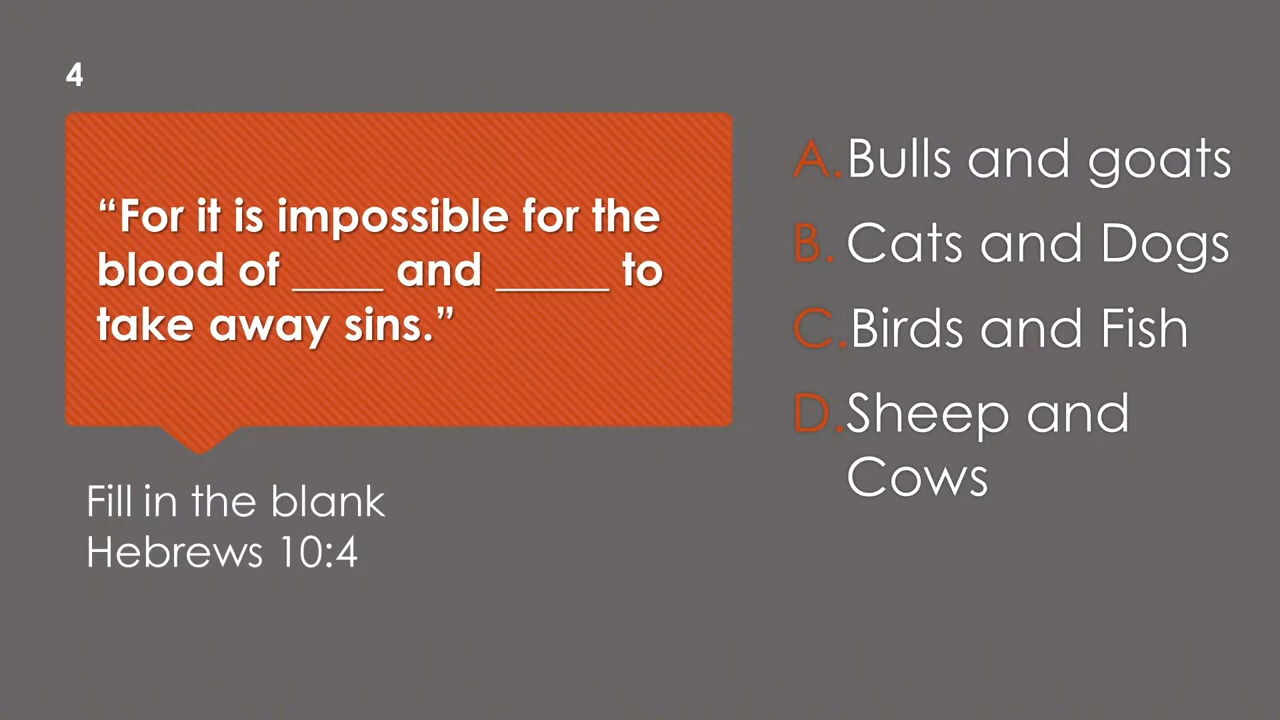 4
“For it is impossible for the
blood of ____ and _____ to
take away sins.”
Fill in the blank
Hebrews 10:4
A.Bulls and goats
B. Cats and Dogs
C.Birds and Fish
D.Sheep and
Cows